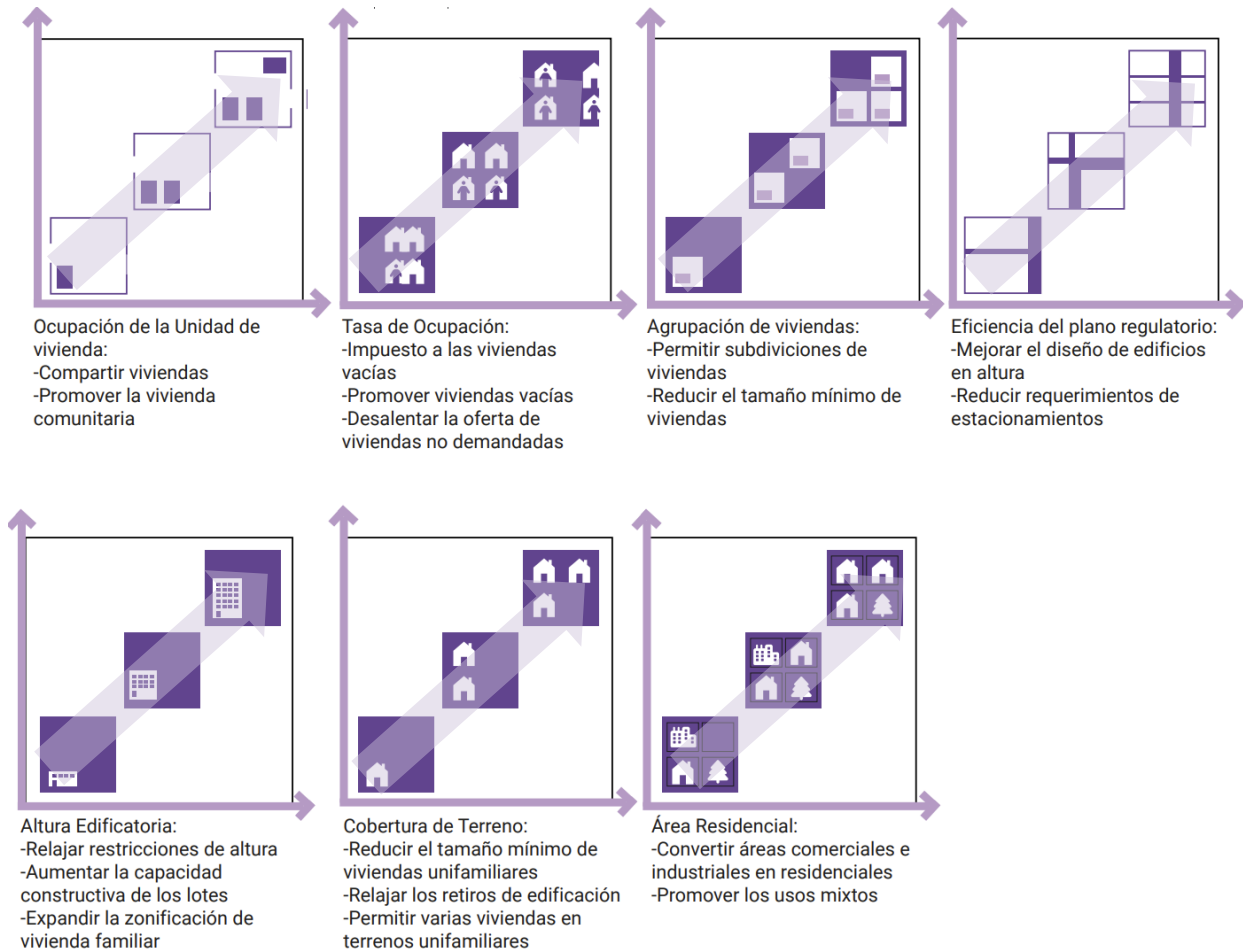 Ocupación de la Unidad de
vivienda:
-Compartir viviendas
-Promover la vivienda
comunitaria
Tasa de Ocupación:
-Impuesto a las viviendas
vacías
-Promover viviendas vacías
-Desalentar la oferta de
viviendas no demandadas
Agrupación de viviendas:
-Permitir subdiviciones de
viviendas
-Reducir el tamaño mínimo de
viviendas
Eficiencia del plano regulatorio:
-Mejorar el diseño de edificios
en altura
-Reducir requerimientos de
estacionamientos
Altura Edificatoria:
-Relajar restricciones de altura
-Aumentar la capacidad
constructiva de los lotes
-Expandir la zonificación de
vivienda familiar
Cobertura de Terreno:
-Reducir el tamaño mínimo de
viviendas unifamiliares
-Relajar los retiros de edificación
-Permitir varias viviendas en
terrenos unifamiliares
Área Residencial:
-Convertir áreas comerciales e
industriales en residenciales
-Promover los usos mixtos